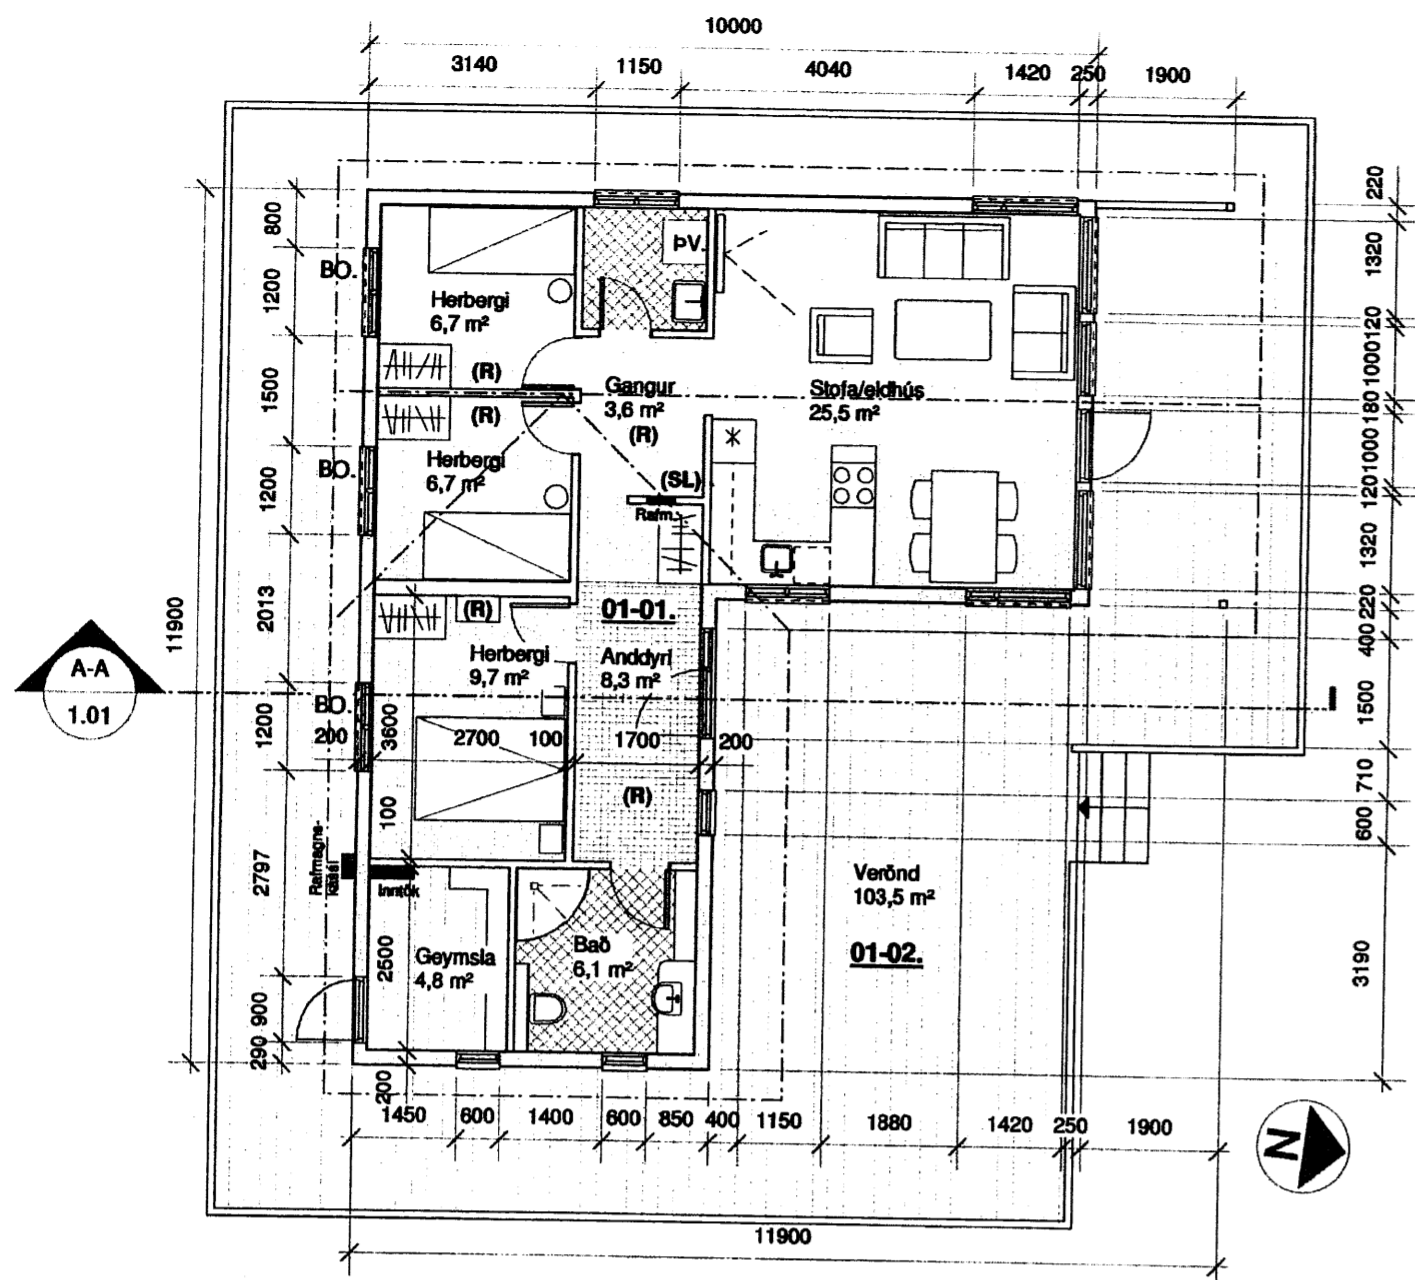 10000
3140 1150 4040 1420 250 1900
800
1200
1500
1200
2013
1200
2797
900
290
11900
220
1320
120
1000
180
1000
120
1320
220
400
1500
710
600
3190
BO.
BO.
BO.
Herbergi
6,7 m²
(R)
(R)
Herbergi
6,7 m²
ÞV.
Gangur
3,6 m²
(R)
(SL)
Rafm.
Stofa/eldhús
25,5 m²
A-A
1.01
(R)
Herbergi
9,7 m²
01-01.
Anddyri
8,3 m²
(R)
200 3600 2700 100 1700 200
100
Rafmagns-
kassi
Inntök
2500
Geymsla
4,8 m²
Bað
6,1 m²
Verönd
103,5 m²
01-02.
200
1450 600 1400 600 850 400 1150 1880 1420 250 1900
11900
N